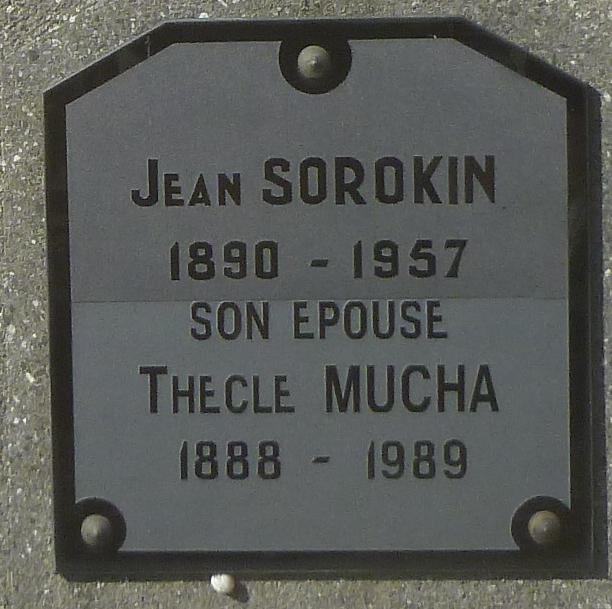 Jean SOROKIN
1890 - 1957
SON EPOUSE
Thecle MUCHA
1888 - 1989